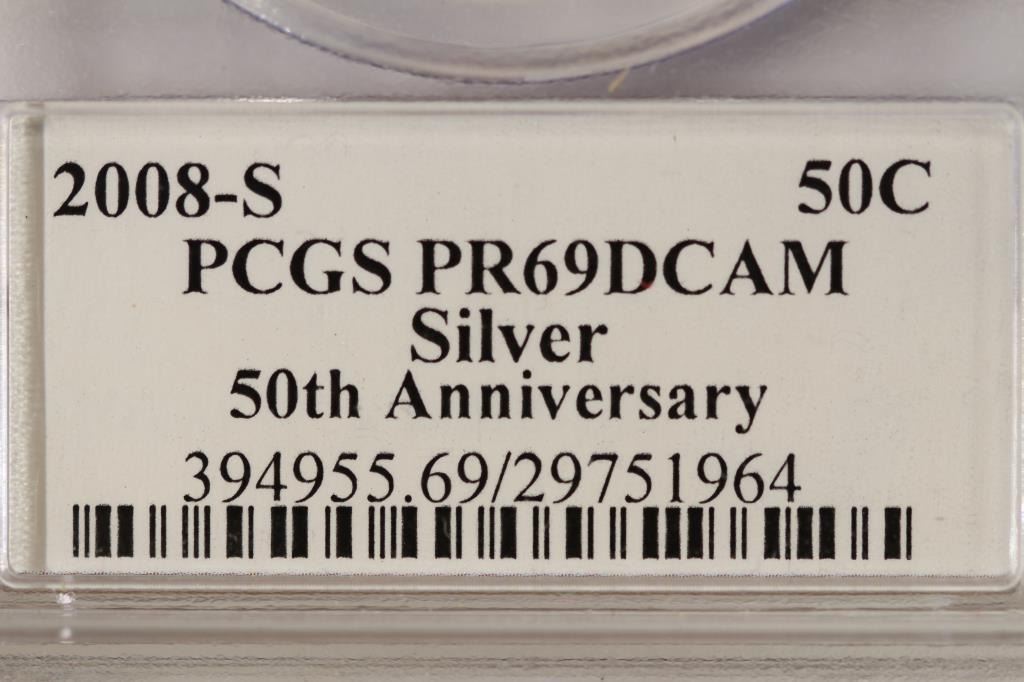 2008-S 50C
PCGS PR69DCAM
Silver
50th Anniversary
394955.69/29751964